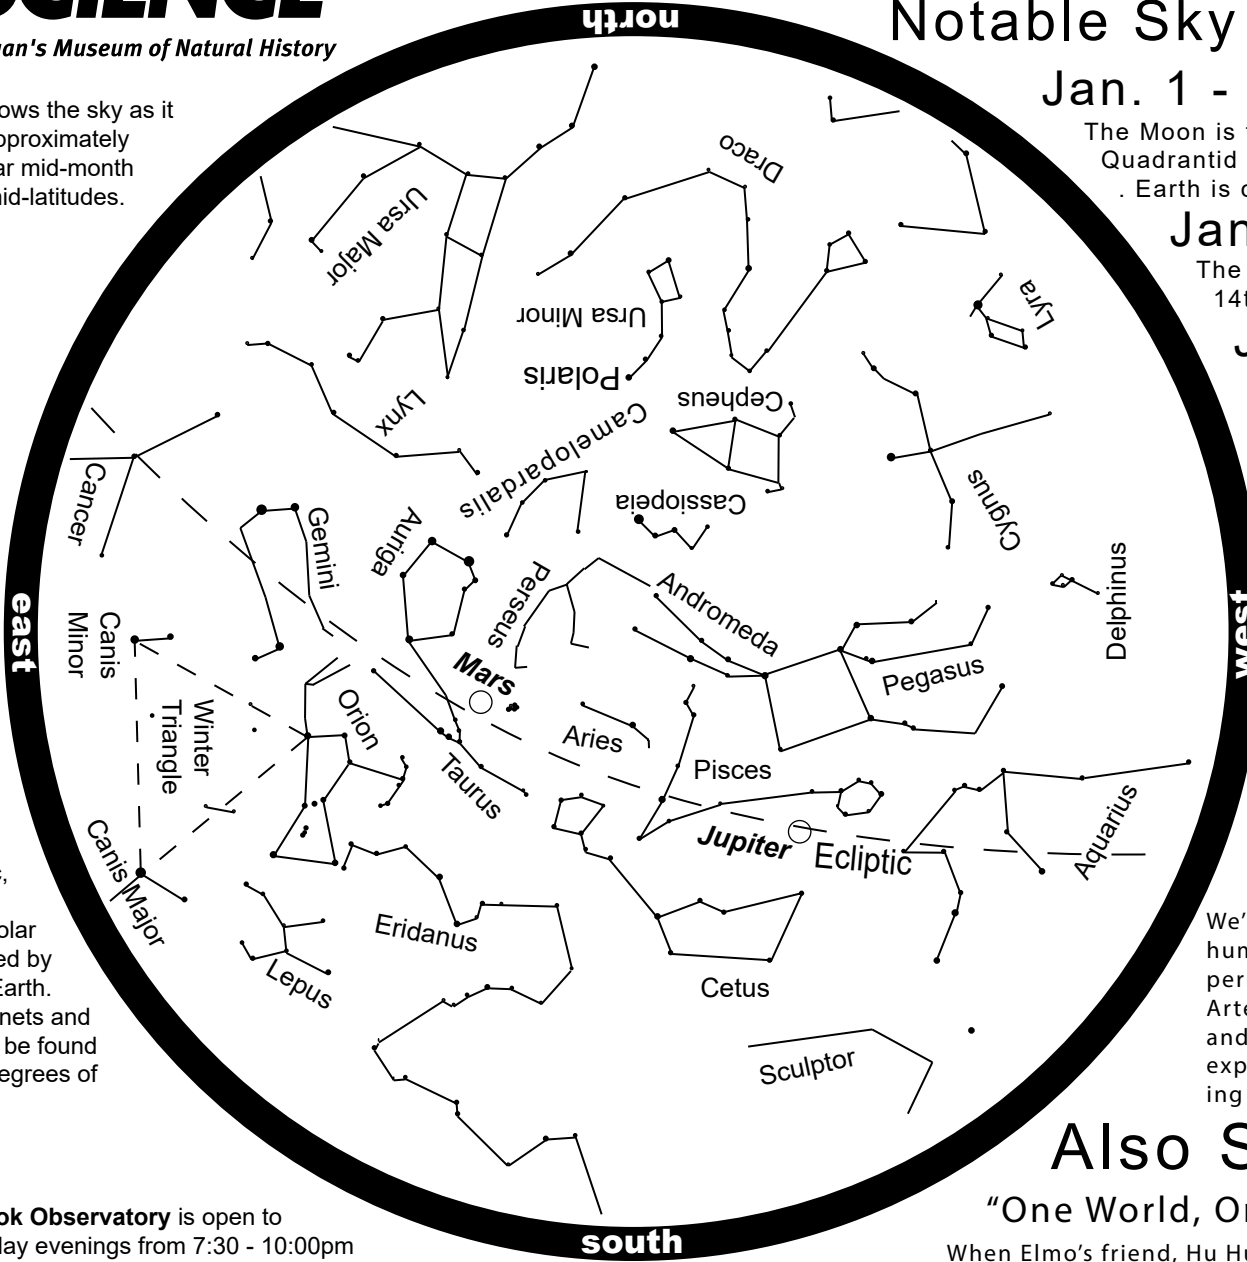 SCIENCE
an's Museum of Natural History
ows the sky as it
pproximately
ar mid-month
id-latitudes.
Notable Sky
Jan. 1 -
The Moon is
Quadrantid
. Earth is
Jan
The
14t
north
Draco
Ursa Major
Ursa Minor
Lyra
Polaris
Lynx
Cepheus
Camelopardalis
Cassiopeia
Cygnus
Cancer
Gemini
Auriga
Perseus
Andromeda
Delphinus
east
west
Canis
Minor
Mars
Pegasus
Winter
Triangle
Orion
Aries
Taurus
Pisces
Jupiter
Ecliptic
Aquarius
Canis Major
Eridanus
Lepus
Cetus
Sculptor
south
olar
ed by
Earth.
nets and
be found
egrees of
We'
hun
per
Arte
and
exp
ing
Also S
“One World, Or
When Elmo’s friend, Hu Hu
ok Observatory is open to
day evenings from 7:30 - 10:00pm